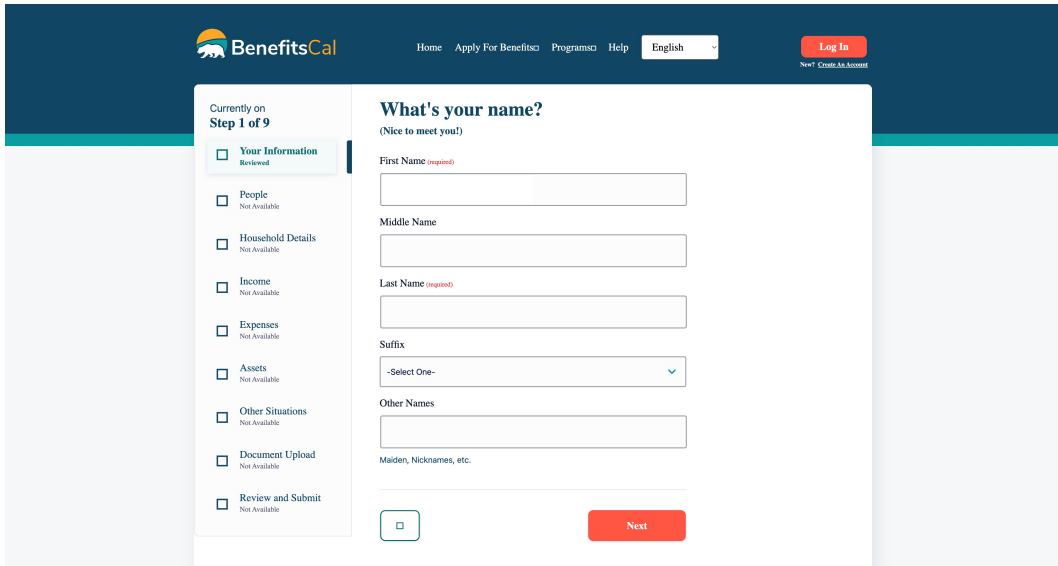 BenefitsCal
Home Apply For Benefits Programs Help English
Log In
New? Create An Account
Currently on
Step 1 of 9
Your Information
Reviewed
People
Not Available
Household Details
Not Available
Income
Not Available
Expenses
Not Available
Assets
Not Available
Other Situations
Not Available
Document Upload
Not Available
Review and Submit
Not Available
What's your name?
(Nice to meet you!)
First Name (required)
Middle Name
Last Name (required)
Suffix
-Select One-
Other Names
Maiden, Nicknames, etc.
Next